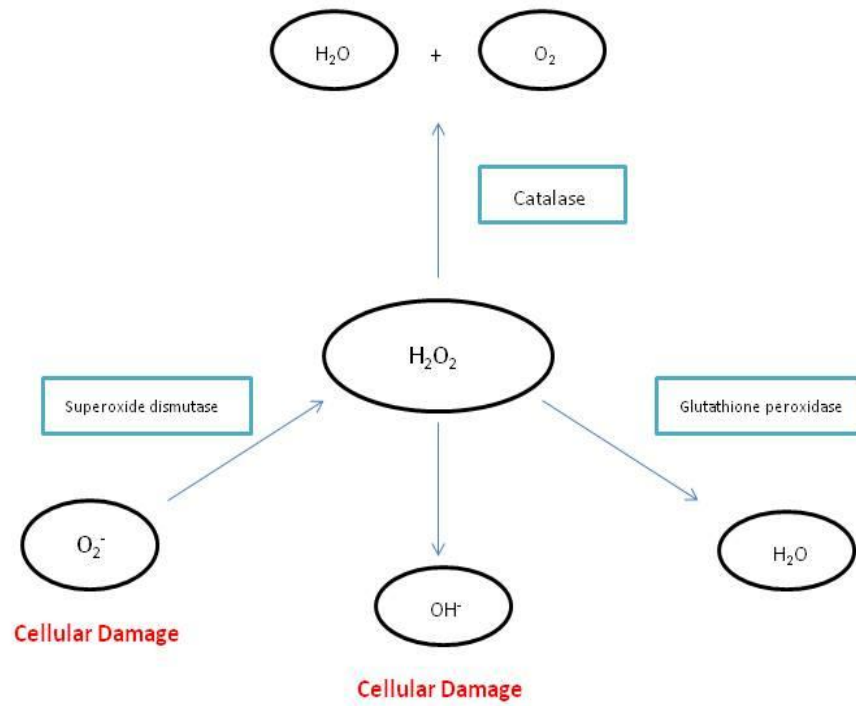 H₂O + O₂
Catalase
H₂O₂
Superoxide dismutase
Glutathione peroxidase
O₂⁻
H₂O
OH⁻
Cellular Damage
Cellular Damage